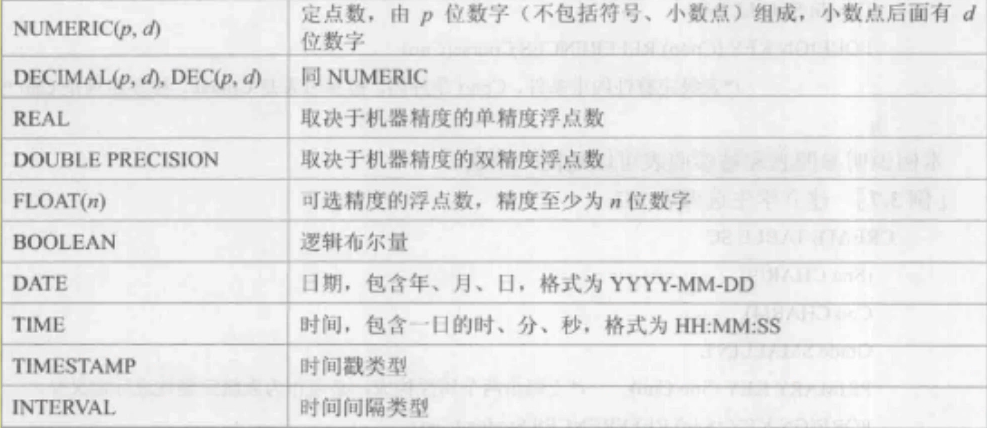 NUMERIC(p, d) 定点数，由 p 位数字（不包括符号、小数点）组成，小数点后面有 d
位数字
DECIMAL(p, d), DEC(p, d) 同 NUMERIC
REAL 取决于机器精度的单精度浮点数
DOUBLE PRECISION 取决于机器精度的双精度浮点数
FLOAT(n) 可选精度的浮点数，精度至少为 n 位数字
BOOLEAN 逻辑布尔量
DATE 日期，包含年、月、日，格式为 YYYY-MM-DD
TIME 时间，包含一日的时、分、秒，格式为 HH:MM:SS
TIMESTAMP 时间戳类型
INTERVAL 时间间隔类型